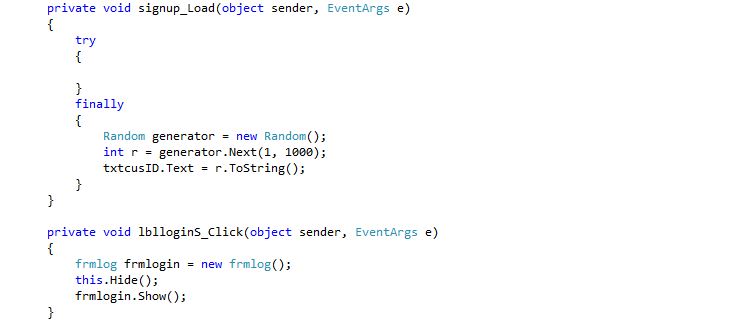 private void signup_Load(object sender, EventArgs e)
{
    try
    {

    }
    finally
    {
        Random generator = new Random();
        int r = generator.Next(1, 1000);
        txtcusID.Text = r.ToString();
    }
}

private void lblloginS_Click(object sender, EventArgs e)
{
    frmlog frmlogin = new frmlog();
    this.Hide();
    frmlogin.Show();
}